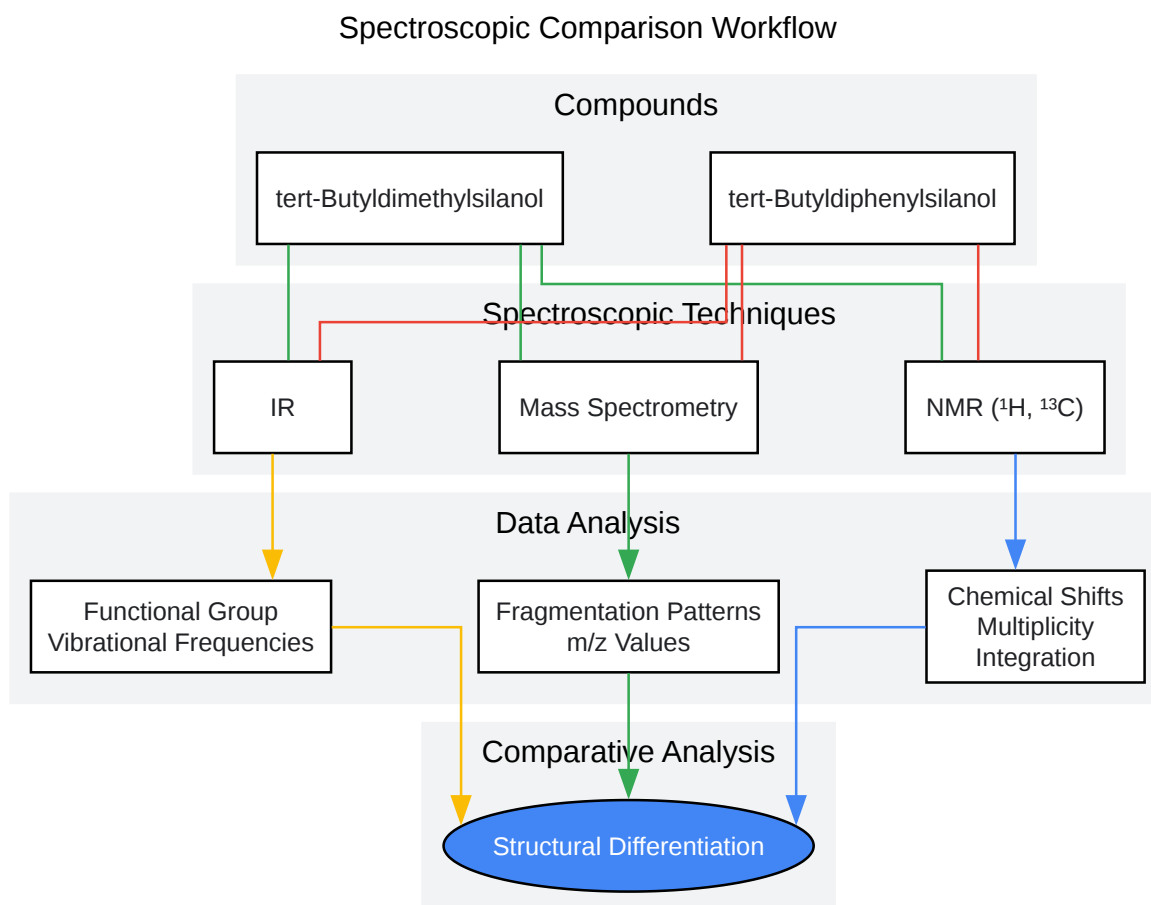 Spectroscopic Comparison Workflow
Compounds
tert-Butyldimethylsilanol
tert-Butyldiphenylsilanol
Spectroscopic Techniques
IR
Mass Spectrometry
NMR (¹H, ¹³C)
Data Analysis
Functional Group
Vibrational Frequencies
Fragmentation Patterns
m/z Values
Chemical Shifts
Multiplicity
Integration
Comparative Analysis
Structural Differentiation